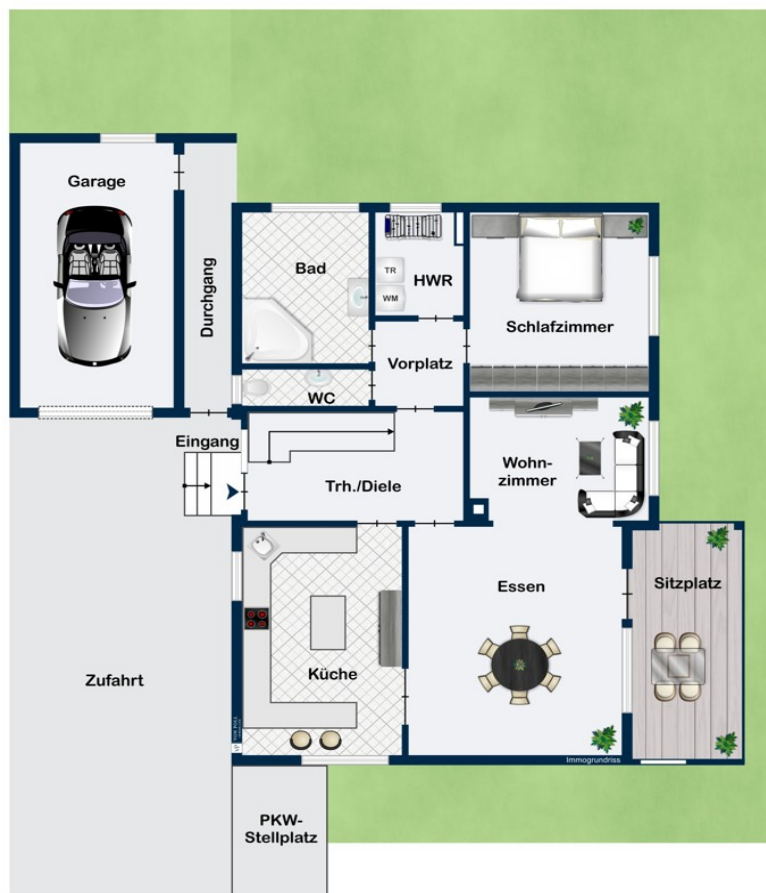 Garage
Durchgang
Bad
TR
WM
HWR
Schlafzimmer
Vorplatz
WC
Eingang
Trh./Diele
Wohn-
zimmer
Essen
Sitzplatz
Küche
Zufahrt
Immogrundriss
PKW-
Stellplatz